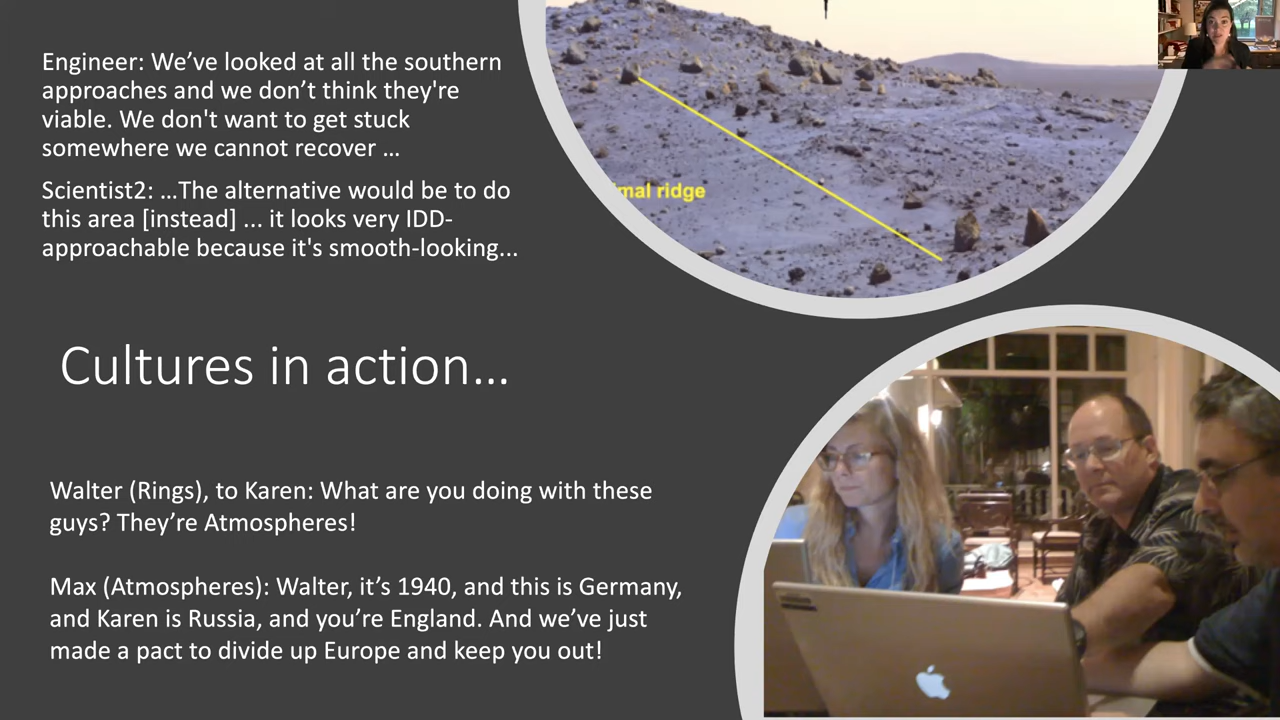 Engineer: We’ve looked at all the southern
approaches and we don’t think they're
viable. We don't want to get stuck
somewhere we cannot recover …
Scientist2: …The alternative would be to do
this area [instead] ... it looks very IDD-
approachable because it's smooth-looking...
mal ridge
Cultures in action…
Walter (Rings), to Karen: What are you doing with these
guys? They’re Atmospheres!
Max (Atmospheres): Walter, it’s 1940, and this is Germany,
and Karen is Russia, and you’re England. And we’ve just
made a pact to divide up Europe and keep you out!